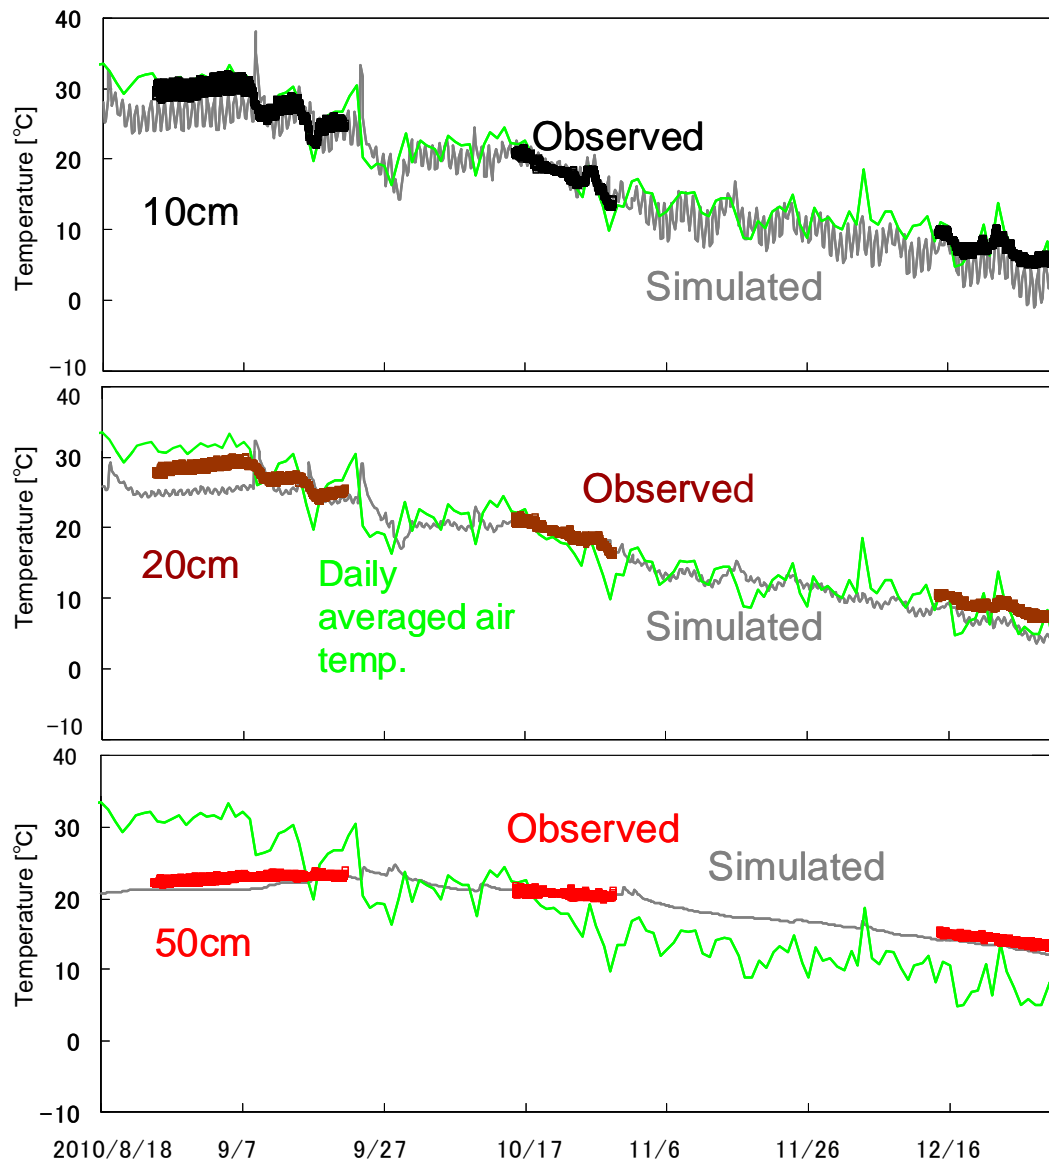 40
30
20
10
0
-10
Temperature [℃]
Observed
10cm
Simulated
40
30
20
10
0
-10
Temperature [℃]
Observed
20cm
Daily
averaged air
temp.
Simulated
40
30
20
10
0
-10
Temperature [℃]
Observed
Simulated
50cm
2010/8/18 9/7 9/27 10/17 11/6 11/26 12/16